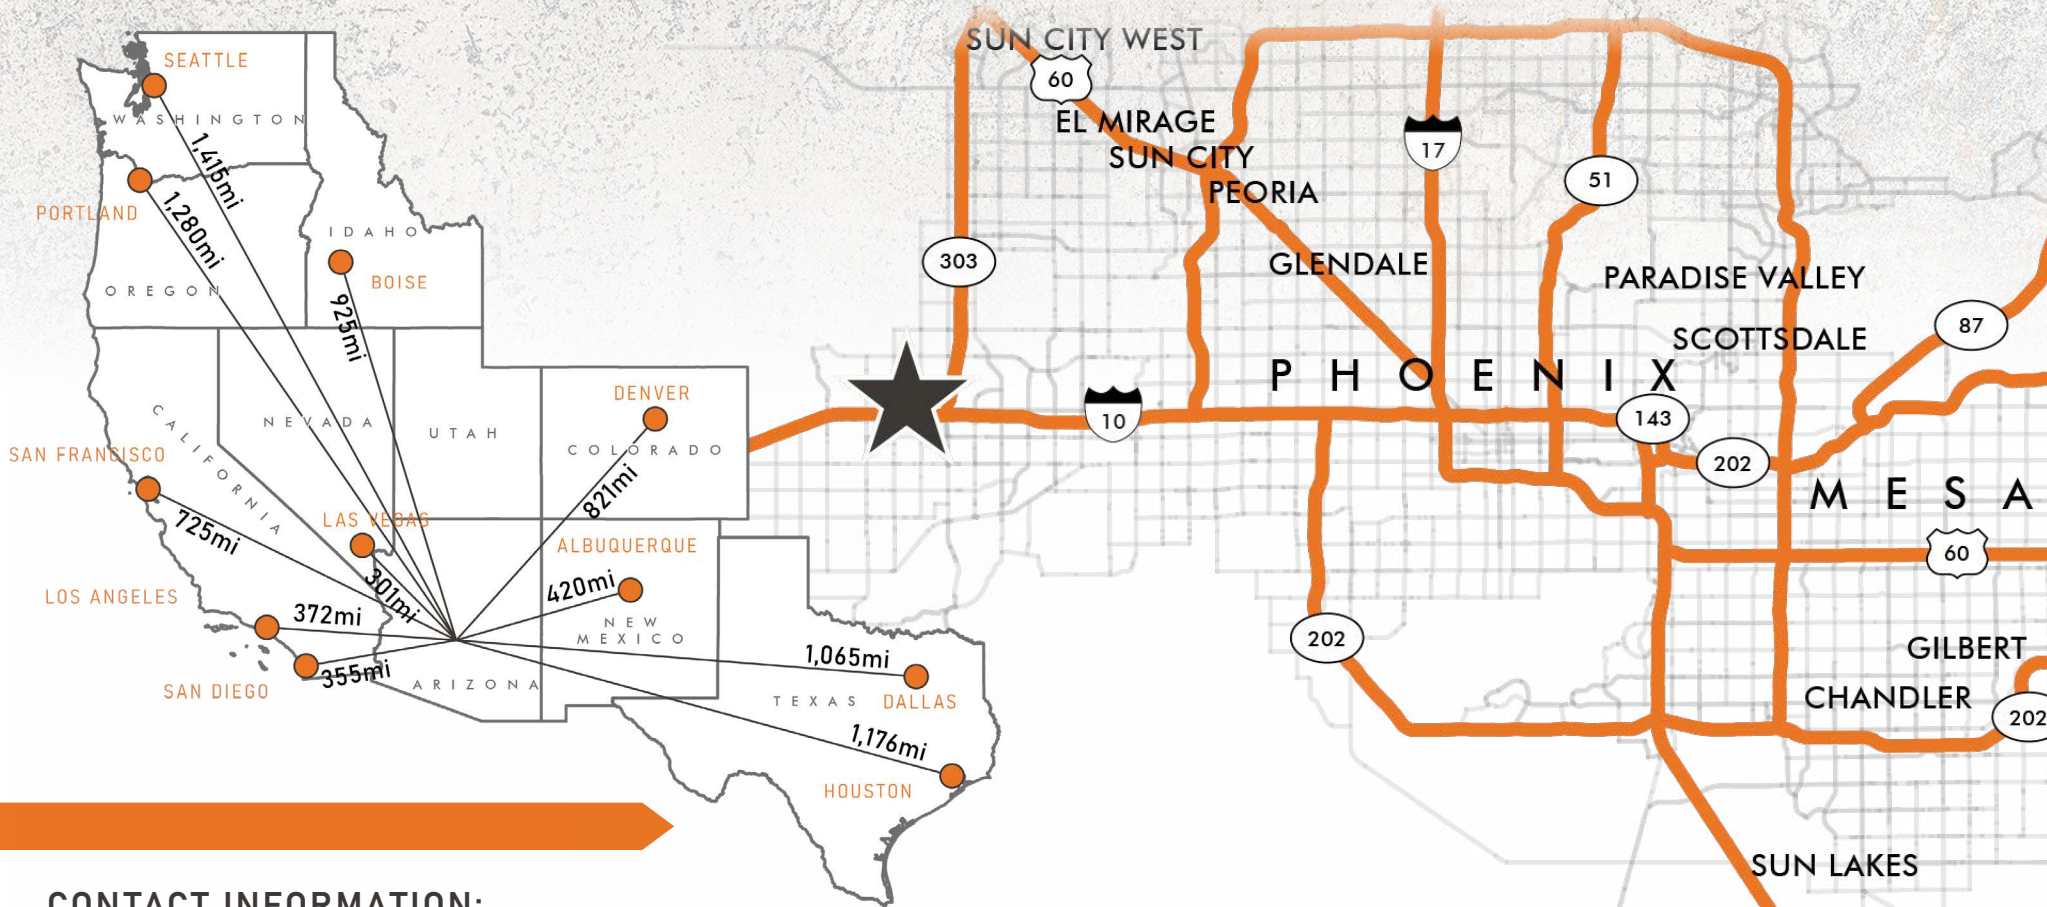 SEATTLE
WASHINGTON
1,415mi
PORTLAND
1,280mi
IDAHO
BOISE
OREGON
925mi
DENVER
CALIFORNIA
NEVADA
UTAH
COLORADO
SAN FRANCISCO
821mi
725mi
LAS VEGAS
ALBUQUERQUE
301mi
420mi
LOS ANGELES
372mi
NEW
MEXICO
355mi
SAN DIEGO
ARIZONA
1,065mi
TEXAS
DALLAS
1,176mi
HOUSTON
CONTACT INFORMATION:
SUN CITY WEST
60
EL MIRAGE
SUN CITY
17
PEORIA
51
303
GLENDALE
PARADISE VALLEY
87
SCOTTSDALE
PHOENIX
10
143
202
MESA
60
202
GILBERT
CHANDLER
202
SUN LAKES